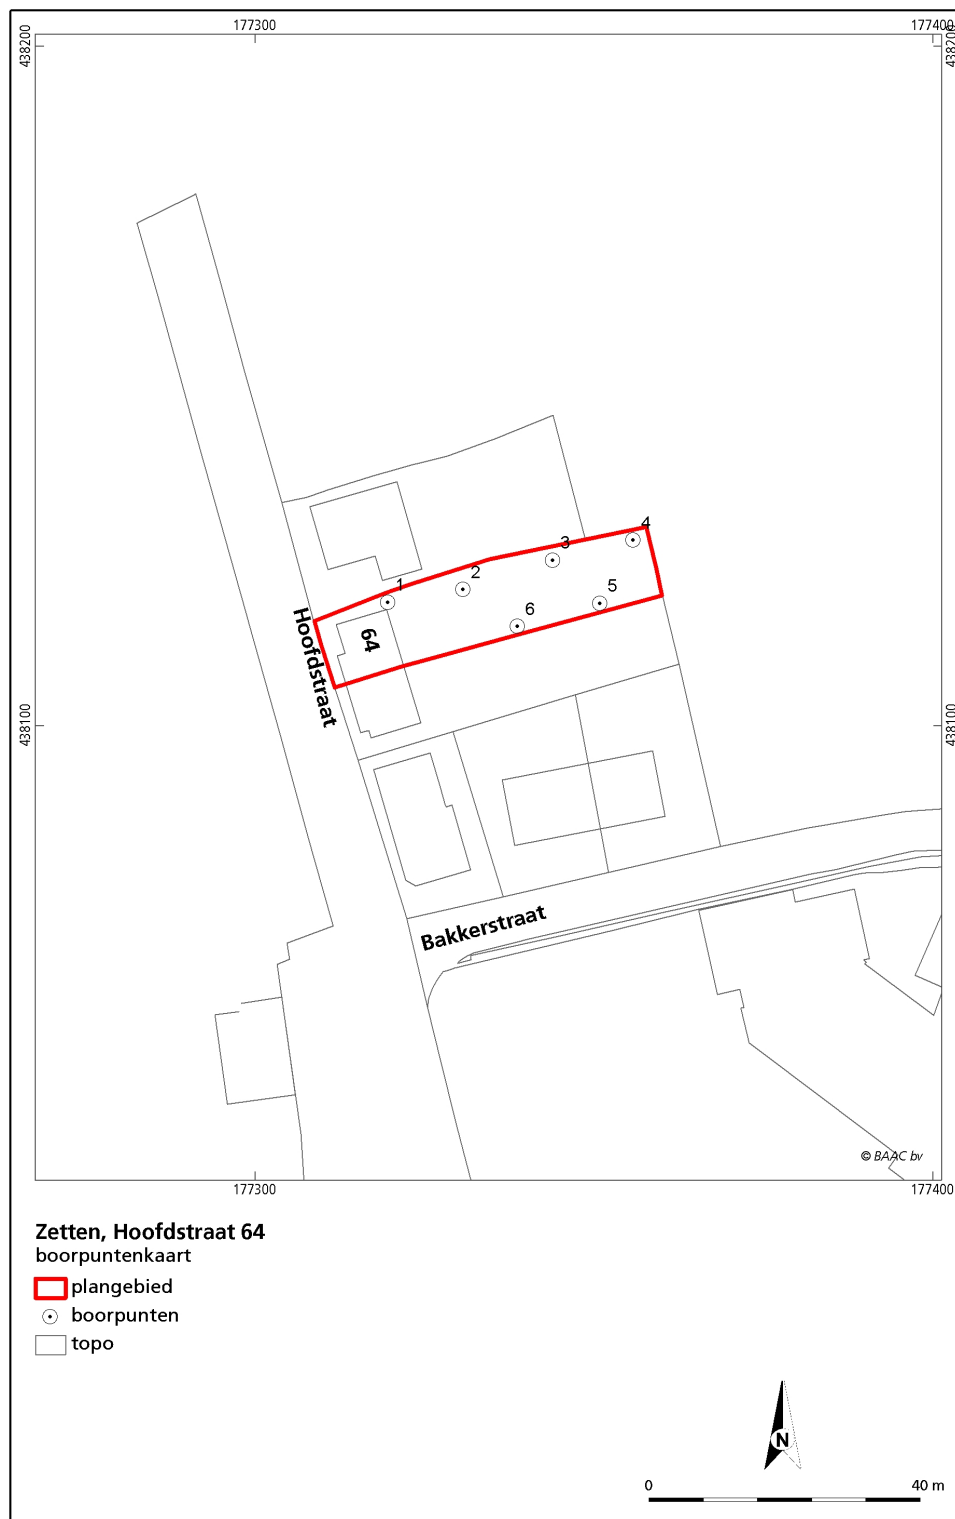 177300
177400
438200
438200
4
3
2
5
1
6
64
Hoofdstraat
438100
438100
Bakkerstraat
© BAAC bv
177300
177400
Zetten, Hoofdstraat 64
boorpuntenkaart
plangebied
boorpunten
topo
N
0
40 m